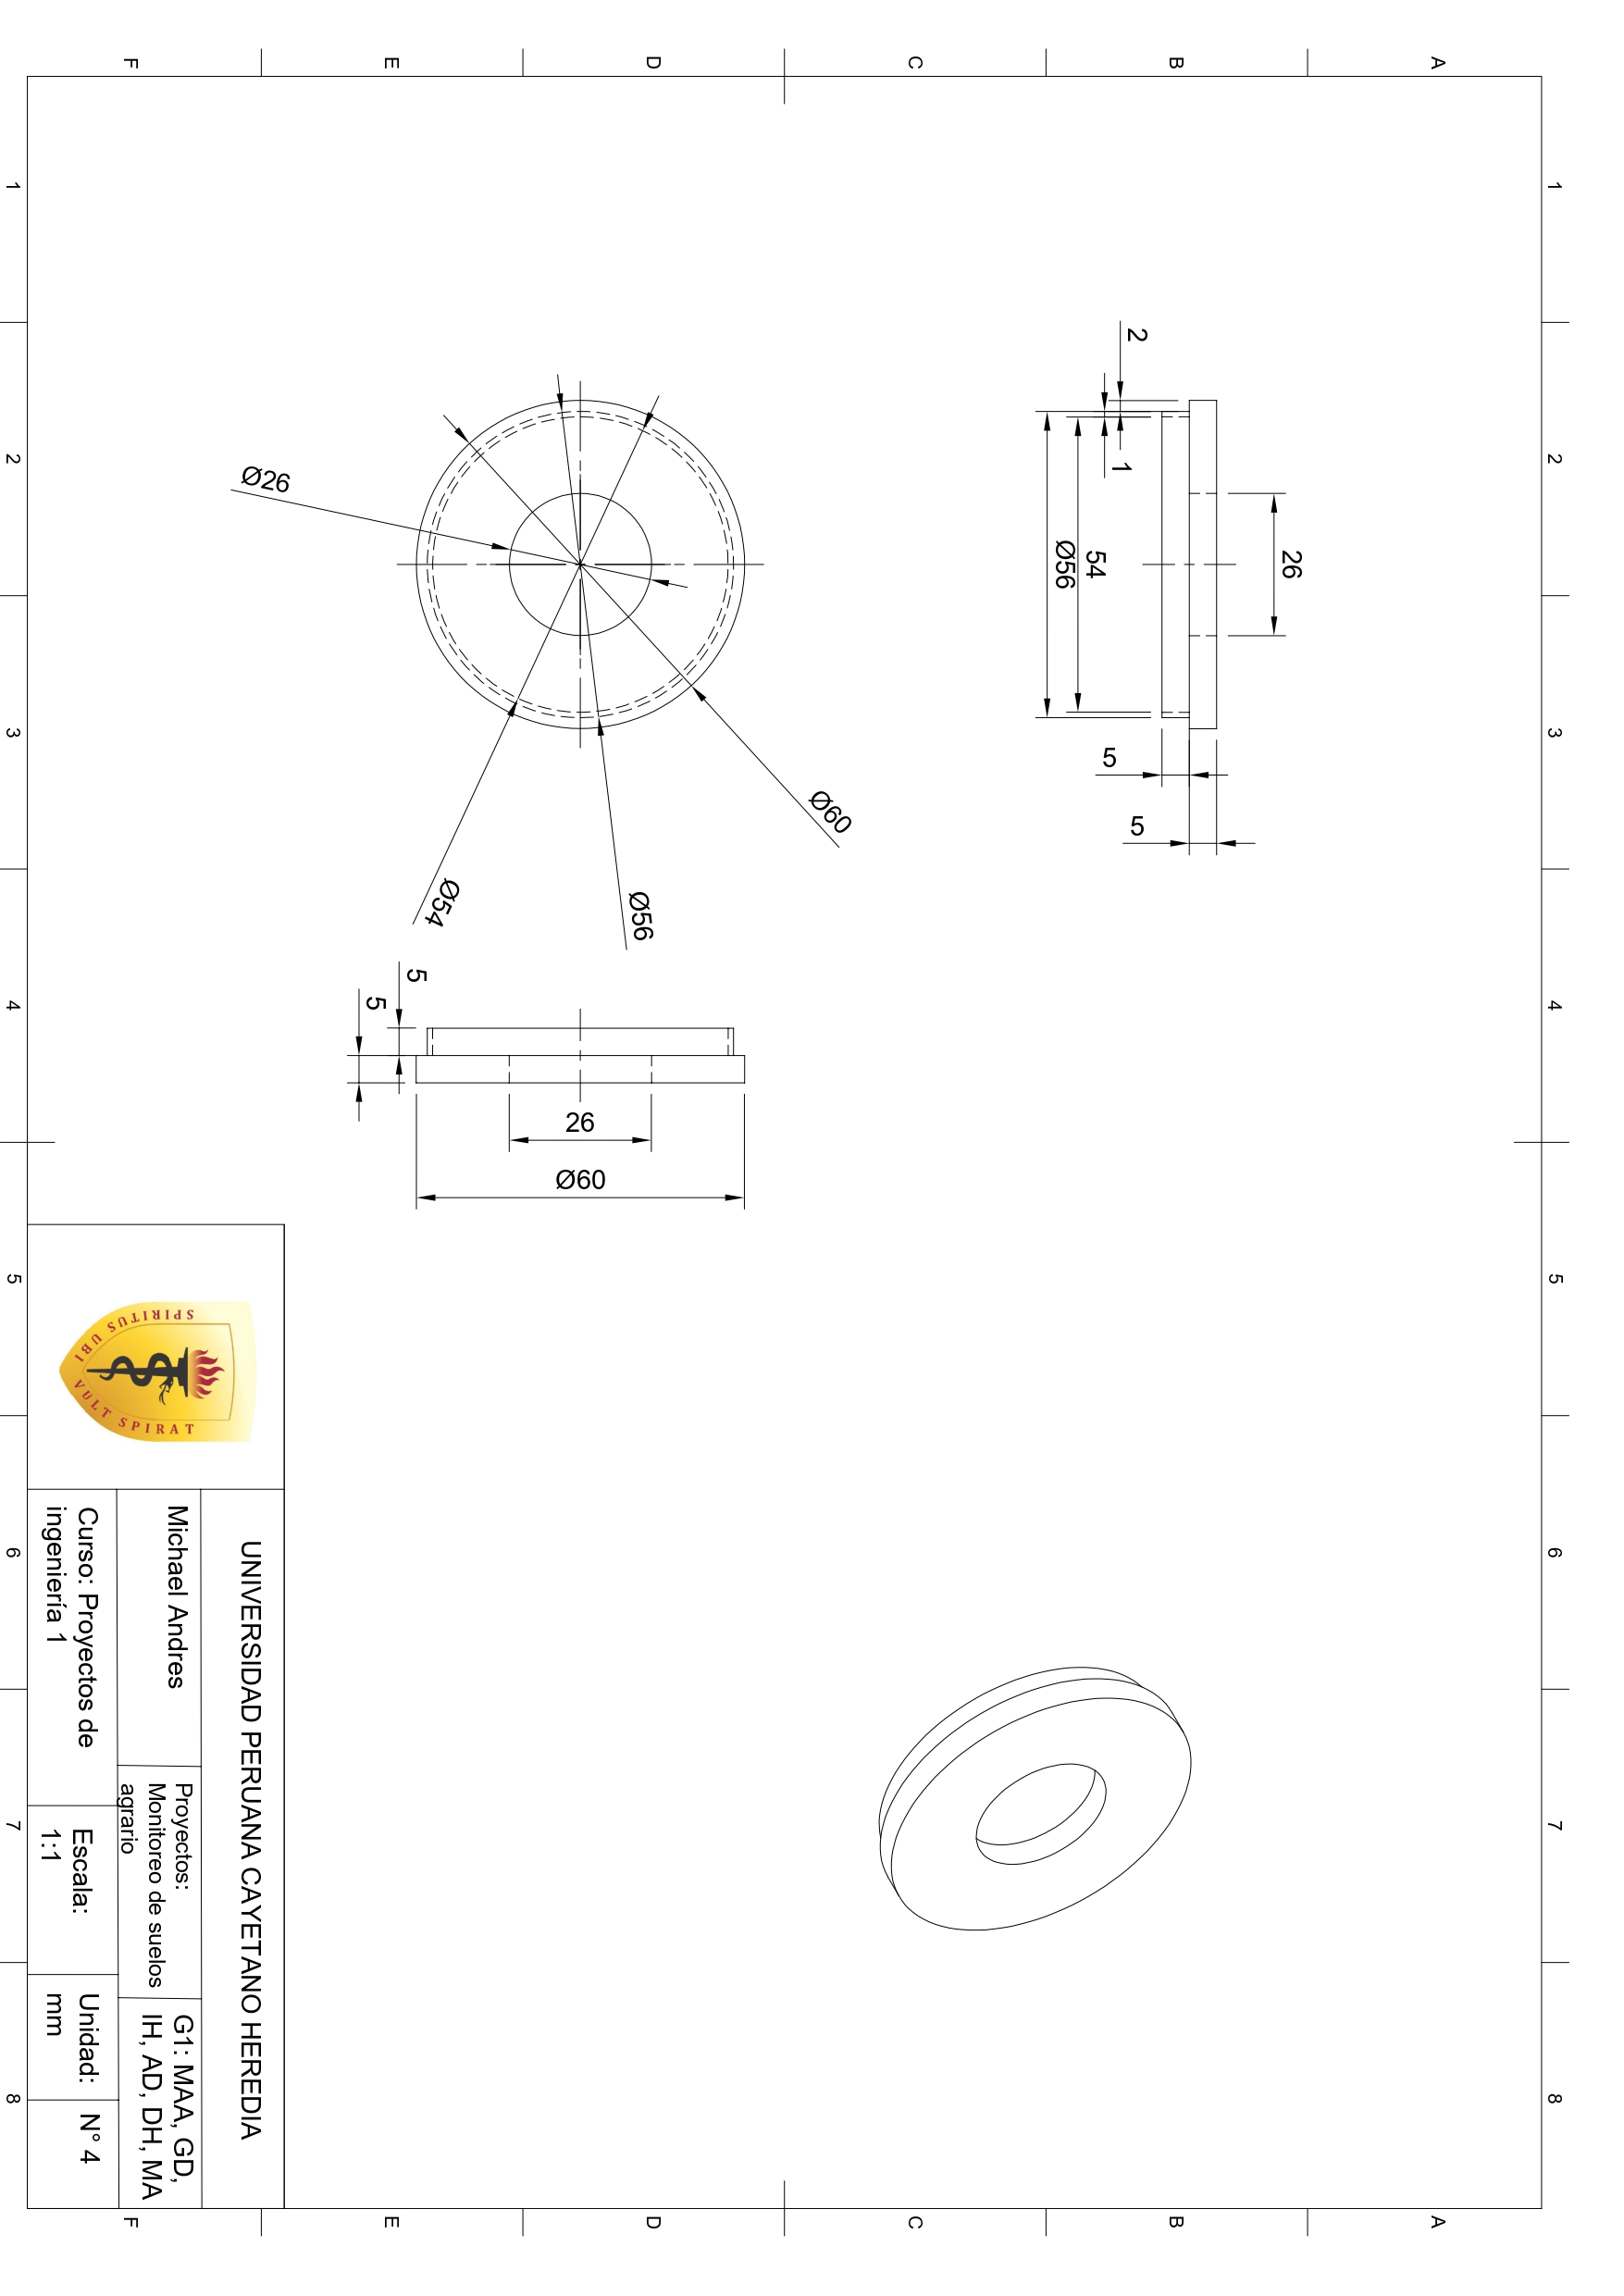 1 2 3 4 5 6 7 8
A A
26
B B
5
2
1
5
54
Ø56
C C
Ø60
D D
Ø56
26
Ø60
Ø54
5
E E
5
Ø26
UNIVERSIDAD PERUANA CAYETANO HEREDIA
SPIRITUS UBI VULT SPIRAT
Michael Andres
Proyectos:
Monitoreo de suelos
agrario
G1: MAA, GD,
IH, AD, DH, MA
F F
Curso: Proyectos de
ingeniería 1
Escala:
1:1
Unidad:
mm
N° 4
1 2 3 4 5 6 7 8